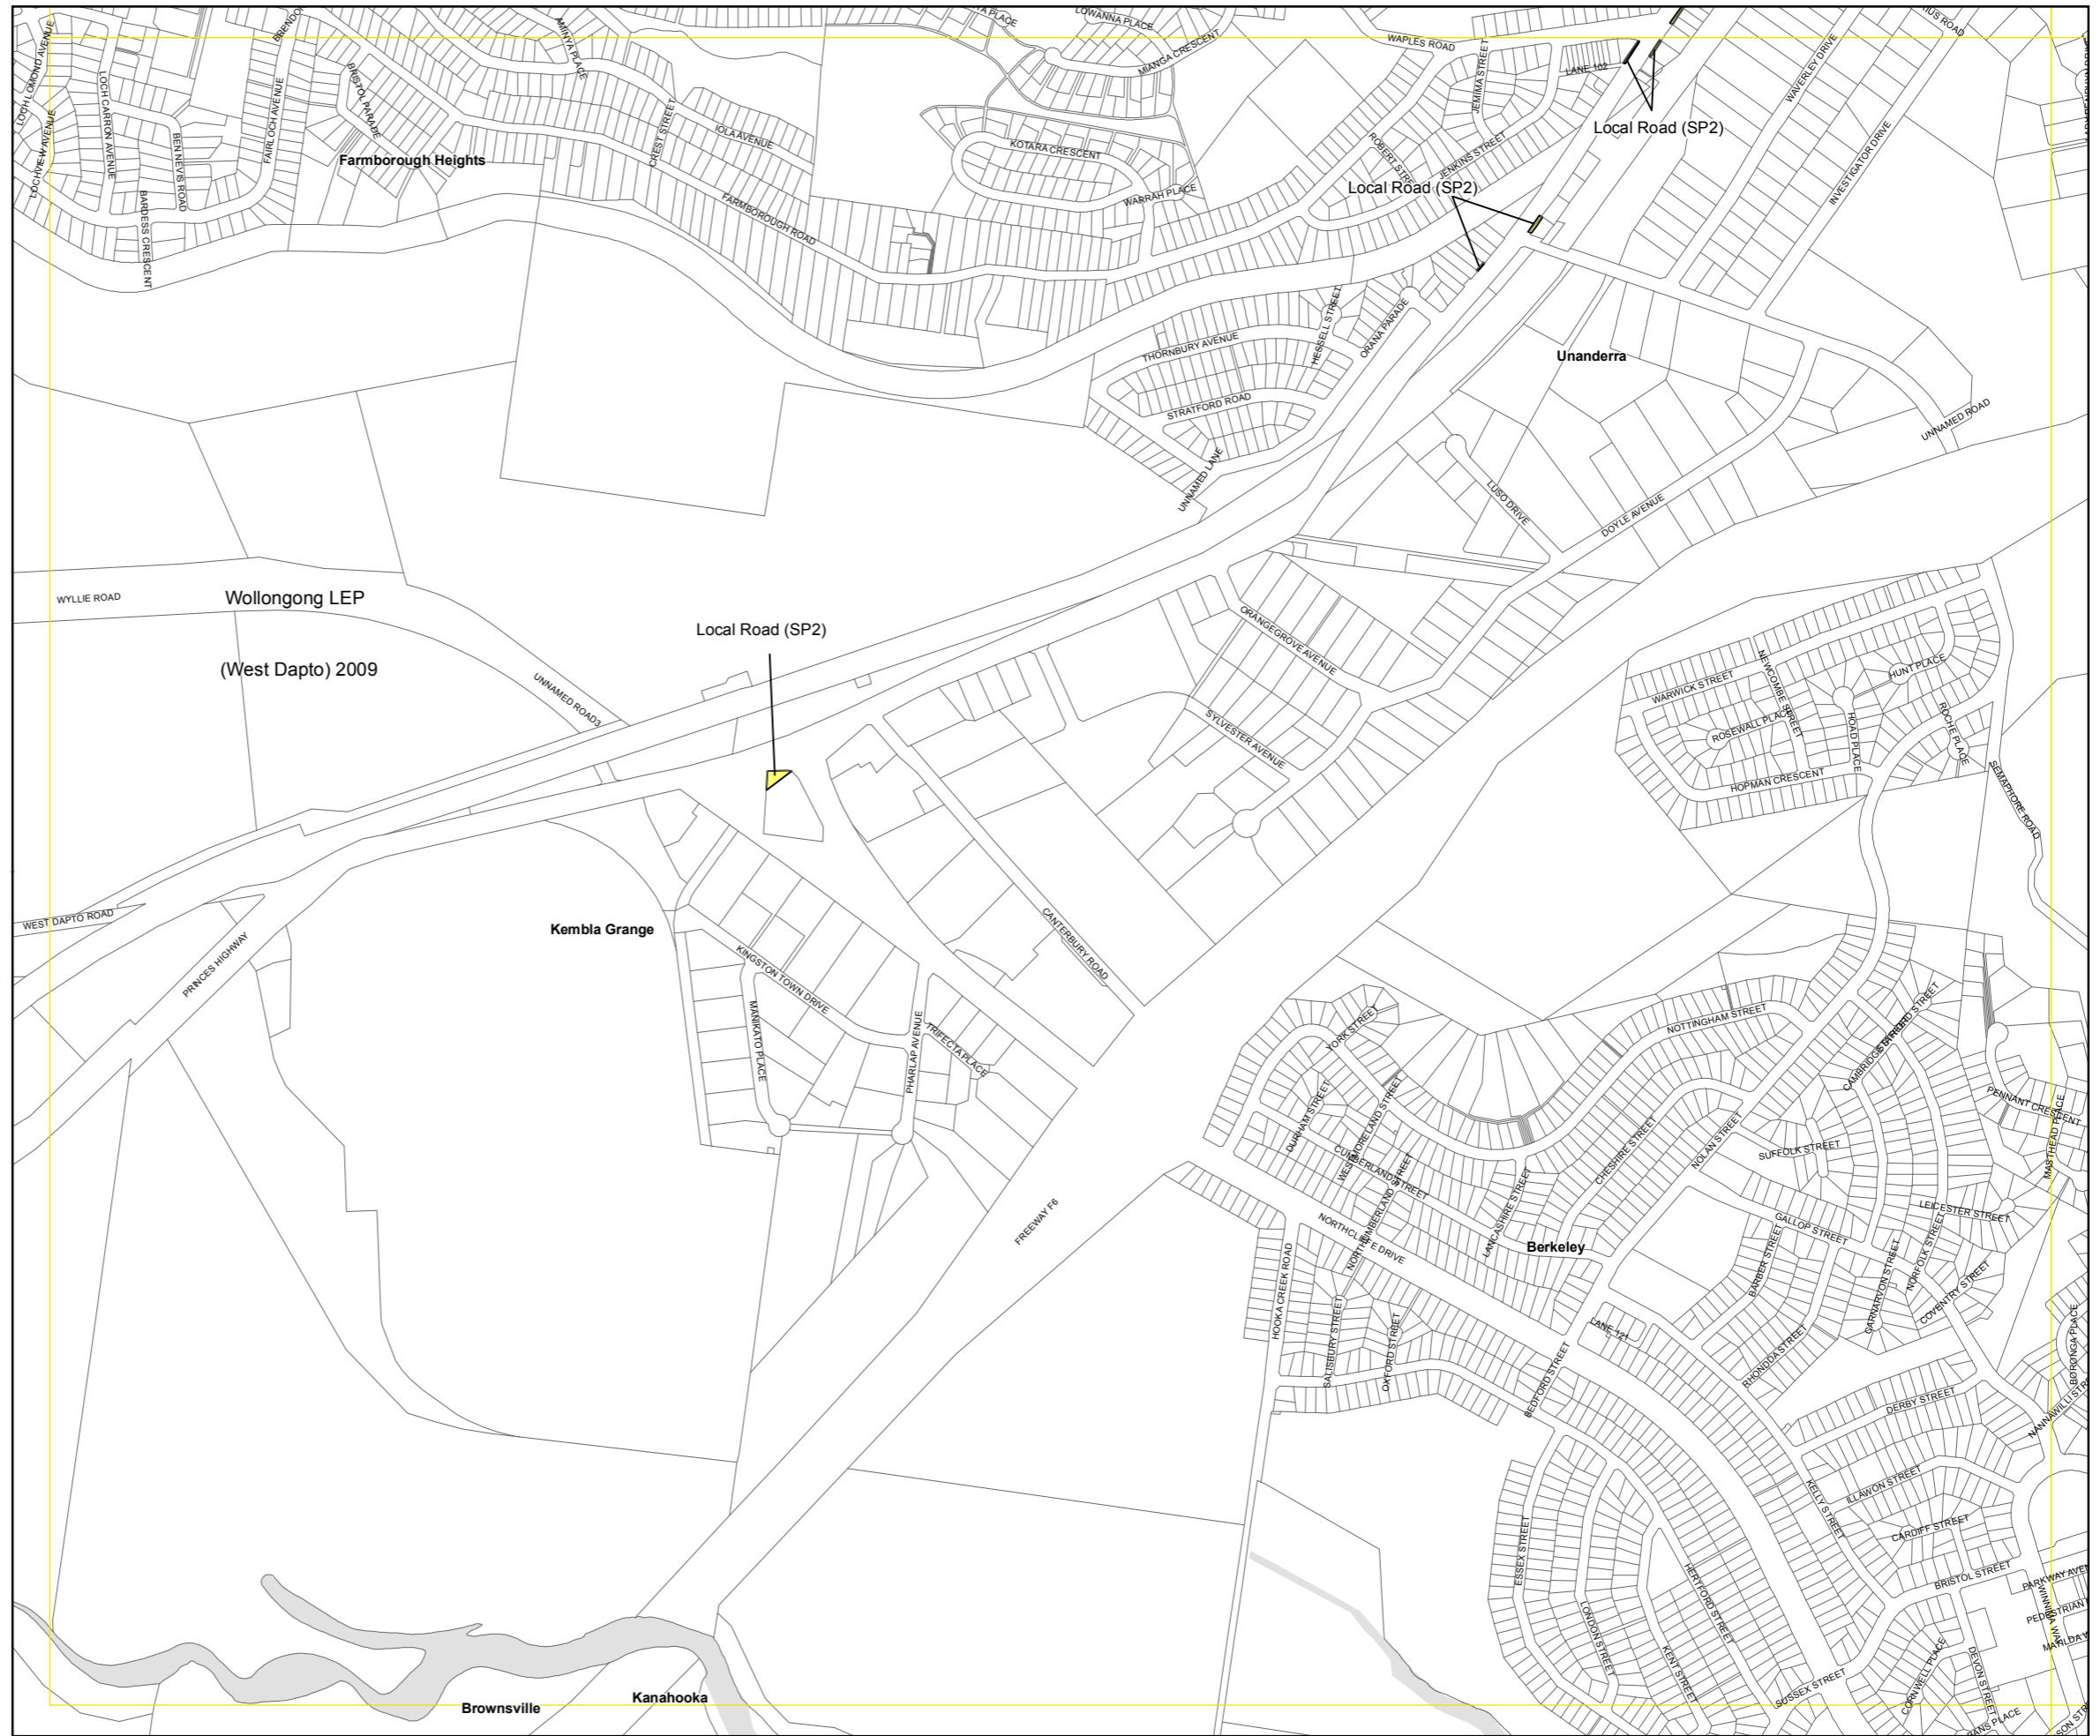 LOWANNA PLACE
WAPLES ROAD
MIANGA CRESCENT
AMINYA PLACE
LOCH LOMOND AVENUE
LOCH CARRON AVENUE
LOCHVIEW AVENUE
BEN NEVIS ROAD
BARDESS CRESCENT
FAIRLOCH AVENUE
BRISTOL PARADE
Farmborough Heights
CREST STREET
IOLA AVENUE
FARMBOROUGH ROAD
KOTARA CRESCENT
WARRAH PLACE
JEMIMA STREET
LANE 102
JENKINS STREET
Local Road (SP2)
Local Road (SP2)
WAVERLEY DRIVE
INVESTIGATOR DRIVE
THORNBURY AVENUE
HESSELL STREET
ORANA PARADE
STRATFORD ROAD
UNNAMED LANE
Unanderra
UNNAMED ROAD
LUSO DRIVE
DOYLE AVENUE
WYLLIE ROAD
Wollongong LEP
(West Dapto) 2009
UNNAMED ROAD3
Local Road (SP2)
ORANGEGROVE AVENUE
SYLVESTER AVENUE
WARWICK STREET
NEWCOMBE STREET
ROSEWALL PLACE
HUNT PLACE
HOAD PLACE
ROCHE PLACE
HOPMAN CRESCENT
SEMAPHORE ROAD
WEST DAPTO ROAD
PRINCES HIGHWAY
Kembla Grange
KINGSTON TOWN DRIVE
MANIKATO PLACE
PHARLAP AVENUE
TRIFECTA PLACE
CANTERBURY ROAD
FREEWAY F6
YORK STREET
NOTTINGHAM STREET
DURHAM STREET
WESTMORELAND STREET
CUMBERLAND STREET
NORTHUMBERLAND STREET
NORTHCLIFFE DRIVE
LANCASHIRE STREET
CHESHIRE STREET
NOLAN STREET
SUFFOLK STREET
PENNANT CRESCENT
MASTHEAD PLACE
LEICESTER STREET
GALLOP STREET
BARBER STREET
Berkeley
NORFOLK STREET
CARNARVON STREET
COVENTRY STREET
HOOKA CREEK ROAD
SALISBURY STREET
OXFORD STREET
BEDFORD STREET
LANE 121
RHONDDA STREET
BORONGA PLACE
DERBY STREET
ILLAWON STREET
KELLY STREET
CARDIFF STREET
BRISTOL STREET
ESSEX STREET
LONDON STREET
HERTFORD STREET
KENT STREET
SUSSEX STREET
CORNWELL PLACE
DEVON STREET
Brownsville
Kanahooka